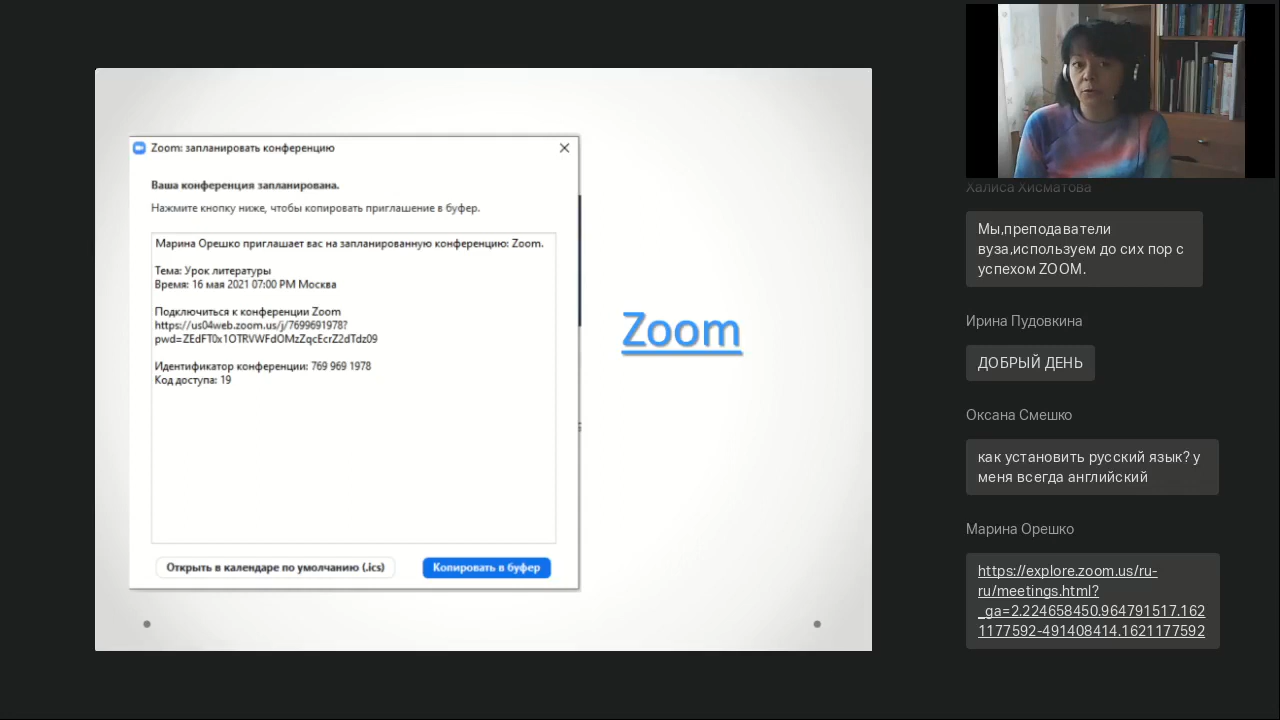 Zoom: запланировать конференцию
Ваша конференция запланирована.
Нажмите кнопку ниже, чтобы копировать приглашение в буфер.
Марина Орешко приглашает вас на запланированную конференцию: Zoom.
Тема: Урок литературы
Время: 16 мая 2021 07:00 PM Москва
Подключиться к конференции Zoom
https://us04web.zoom.us/j/7699691978?
pwd=ZEdFT0x1OTRVWFdOMzZqcEcrZ2dTdz09
Идентификатор конференции: 769 969 1978
Код доступа: 19
Открыть в календаре по умолчанию (.ics)
Копировать в буфер
Zoom
Халиса Хисматова
Мы,преподаватели
вуза,используем до сих пор с
успехом ZOOM.
Ирина Пудовкина
ДОБРЫЙ ДЕНЬ
Оксана Смешко
как установить русский язык? у
меня всегда английский
Марина Орешко
https://explore.zoom.us/ru-
ru/meetings.html?
_ga=2.224658450.964791517.162
1177592-491408414.1621177592